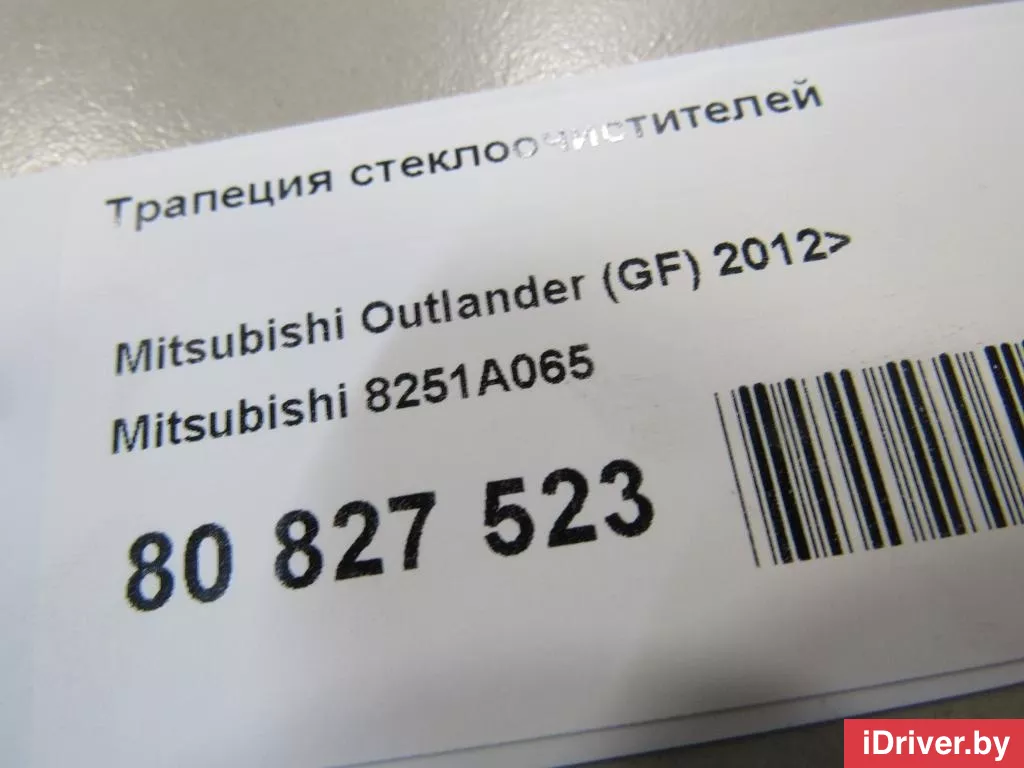 Трапеция стеклоочистителей
Mitsubishi Outlander (GF) 2012>
Mitsubishi 8251A065
80 827 523
iDriver.by